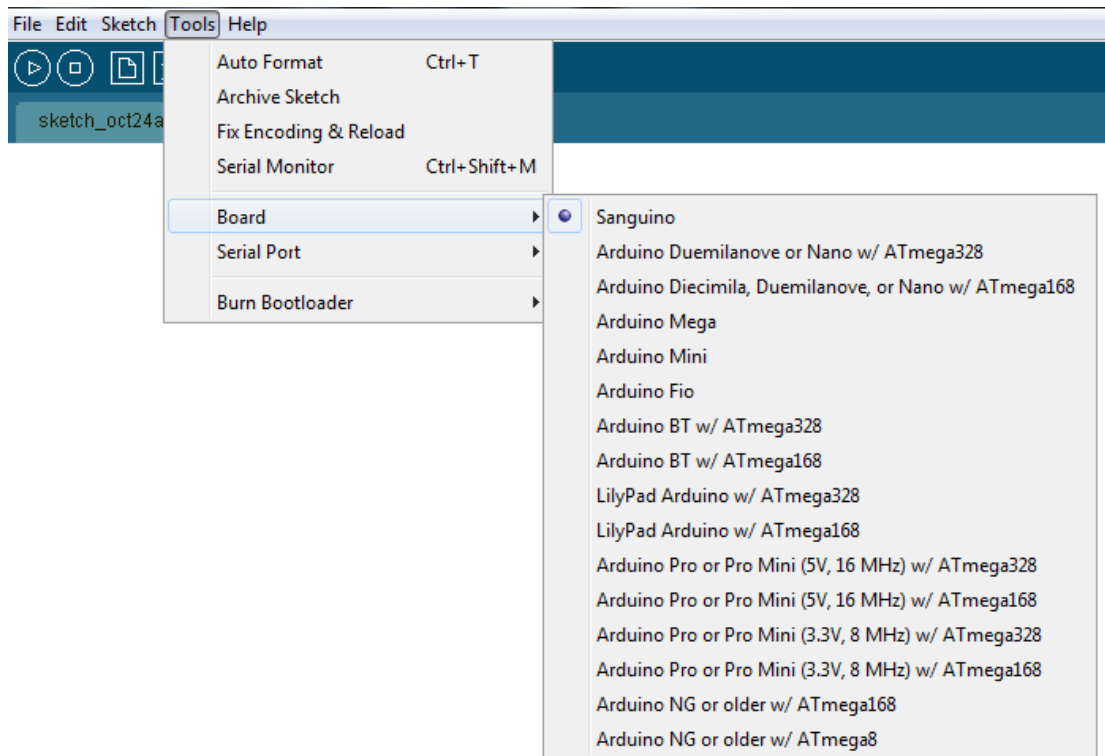 File Edit Sketch Tools Help
sketch_oct24a
Auto Format Ctrl+T
Archive Sketch
Fix Encoding & Reload
Serial Monitor Ctrl+Shift+M
Board
Serial Port
Burn Bootloader
Sanguino
Arduino Duemilanove or Nano w/ ATmega328
Arduino Diecimila, Duemilanove, or Nano w/ ATmega168
Arduino Mega
Arduino Mini
Arduino Fio
Arduino BT w/ ATmega328
Arduino BT w/ ATmega168
LilyPad Arduino w/ ATmega328
LilyPad Arduino w/ ATmega168
Arduino Pro or Pro Mini (5V, 16 MHz) w/ ATmega328
Arduino Pro or Pro Mini (5V, 16 MHz) w/ ATmega168
Arduino Pro or Pro Mini (3.3V, 8 MHz) w/ ATmega328
Arduino Pro or Pro Mini (3.3V, 8 MHz) w/ ATmega168
Arduino NG or older w/ ATmega168
Arduino NG or older w/ ATmega8